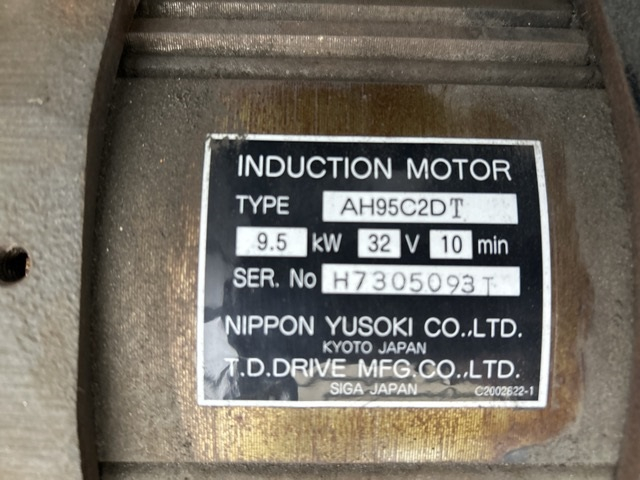 INDUCTION MOTOR
TYPE AH95C2DT
9.5 kW 32 V 10 min
SER. No H7305093T
NIPPON YUSOKI CO.,LTD.
KYOTO JAPAN
T.D.DRIVE MFG.CO.,LTD.
SIGA JAPAN C2002622-1